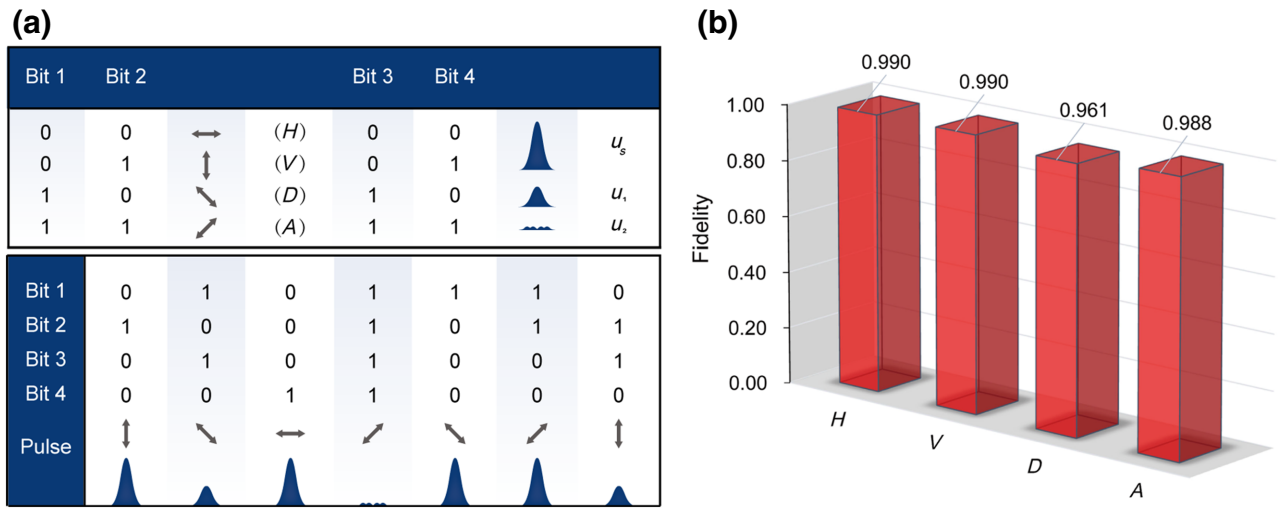 (a)
Bit 1 Bit 2 Bit 3 Bit 4
0 0 (H) 0 0 u_s
0 1 (V) 0 1
1 0 (D) 1 0 u_1
1 1 (A) 1 1 u_2
Bit 1 0 1 0 1 1 1 0
Bit 2 1 0 0 1 0 1 1
Bit 3 0 1 0 1 0 0 1
Bit 4 0 0 1 1 0 0 0
Pulse
(b)
0.990
0.990
0.961
0.988
Fidelity
1.00
0.80
0.60
0.40
0.20
0.00
H
V
D
A